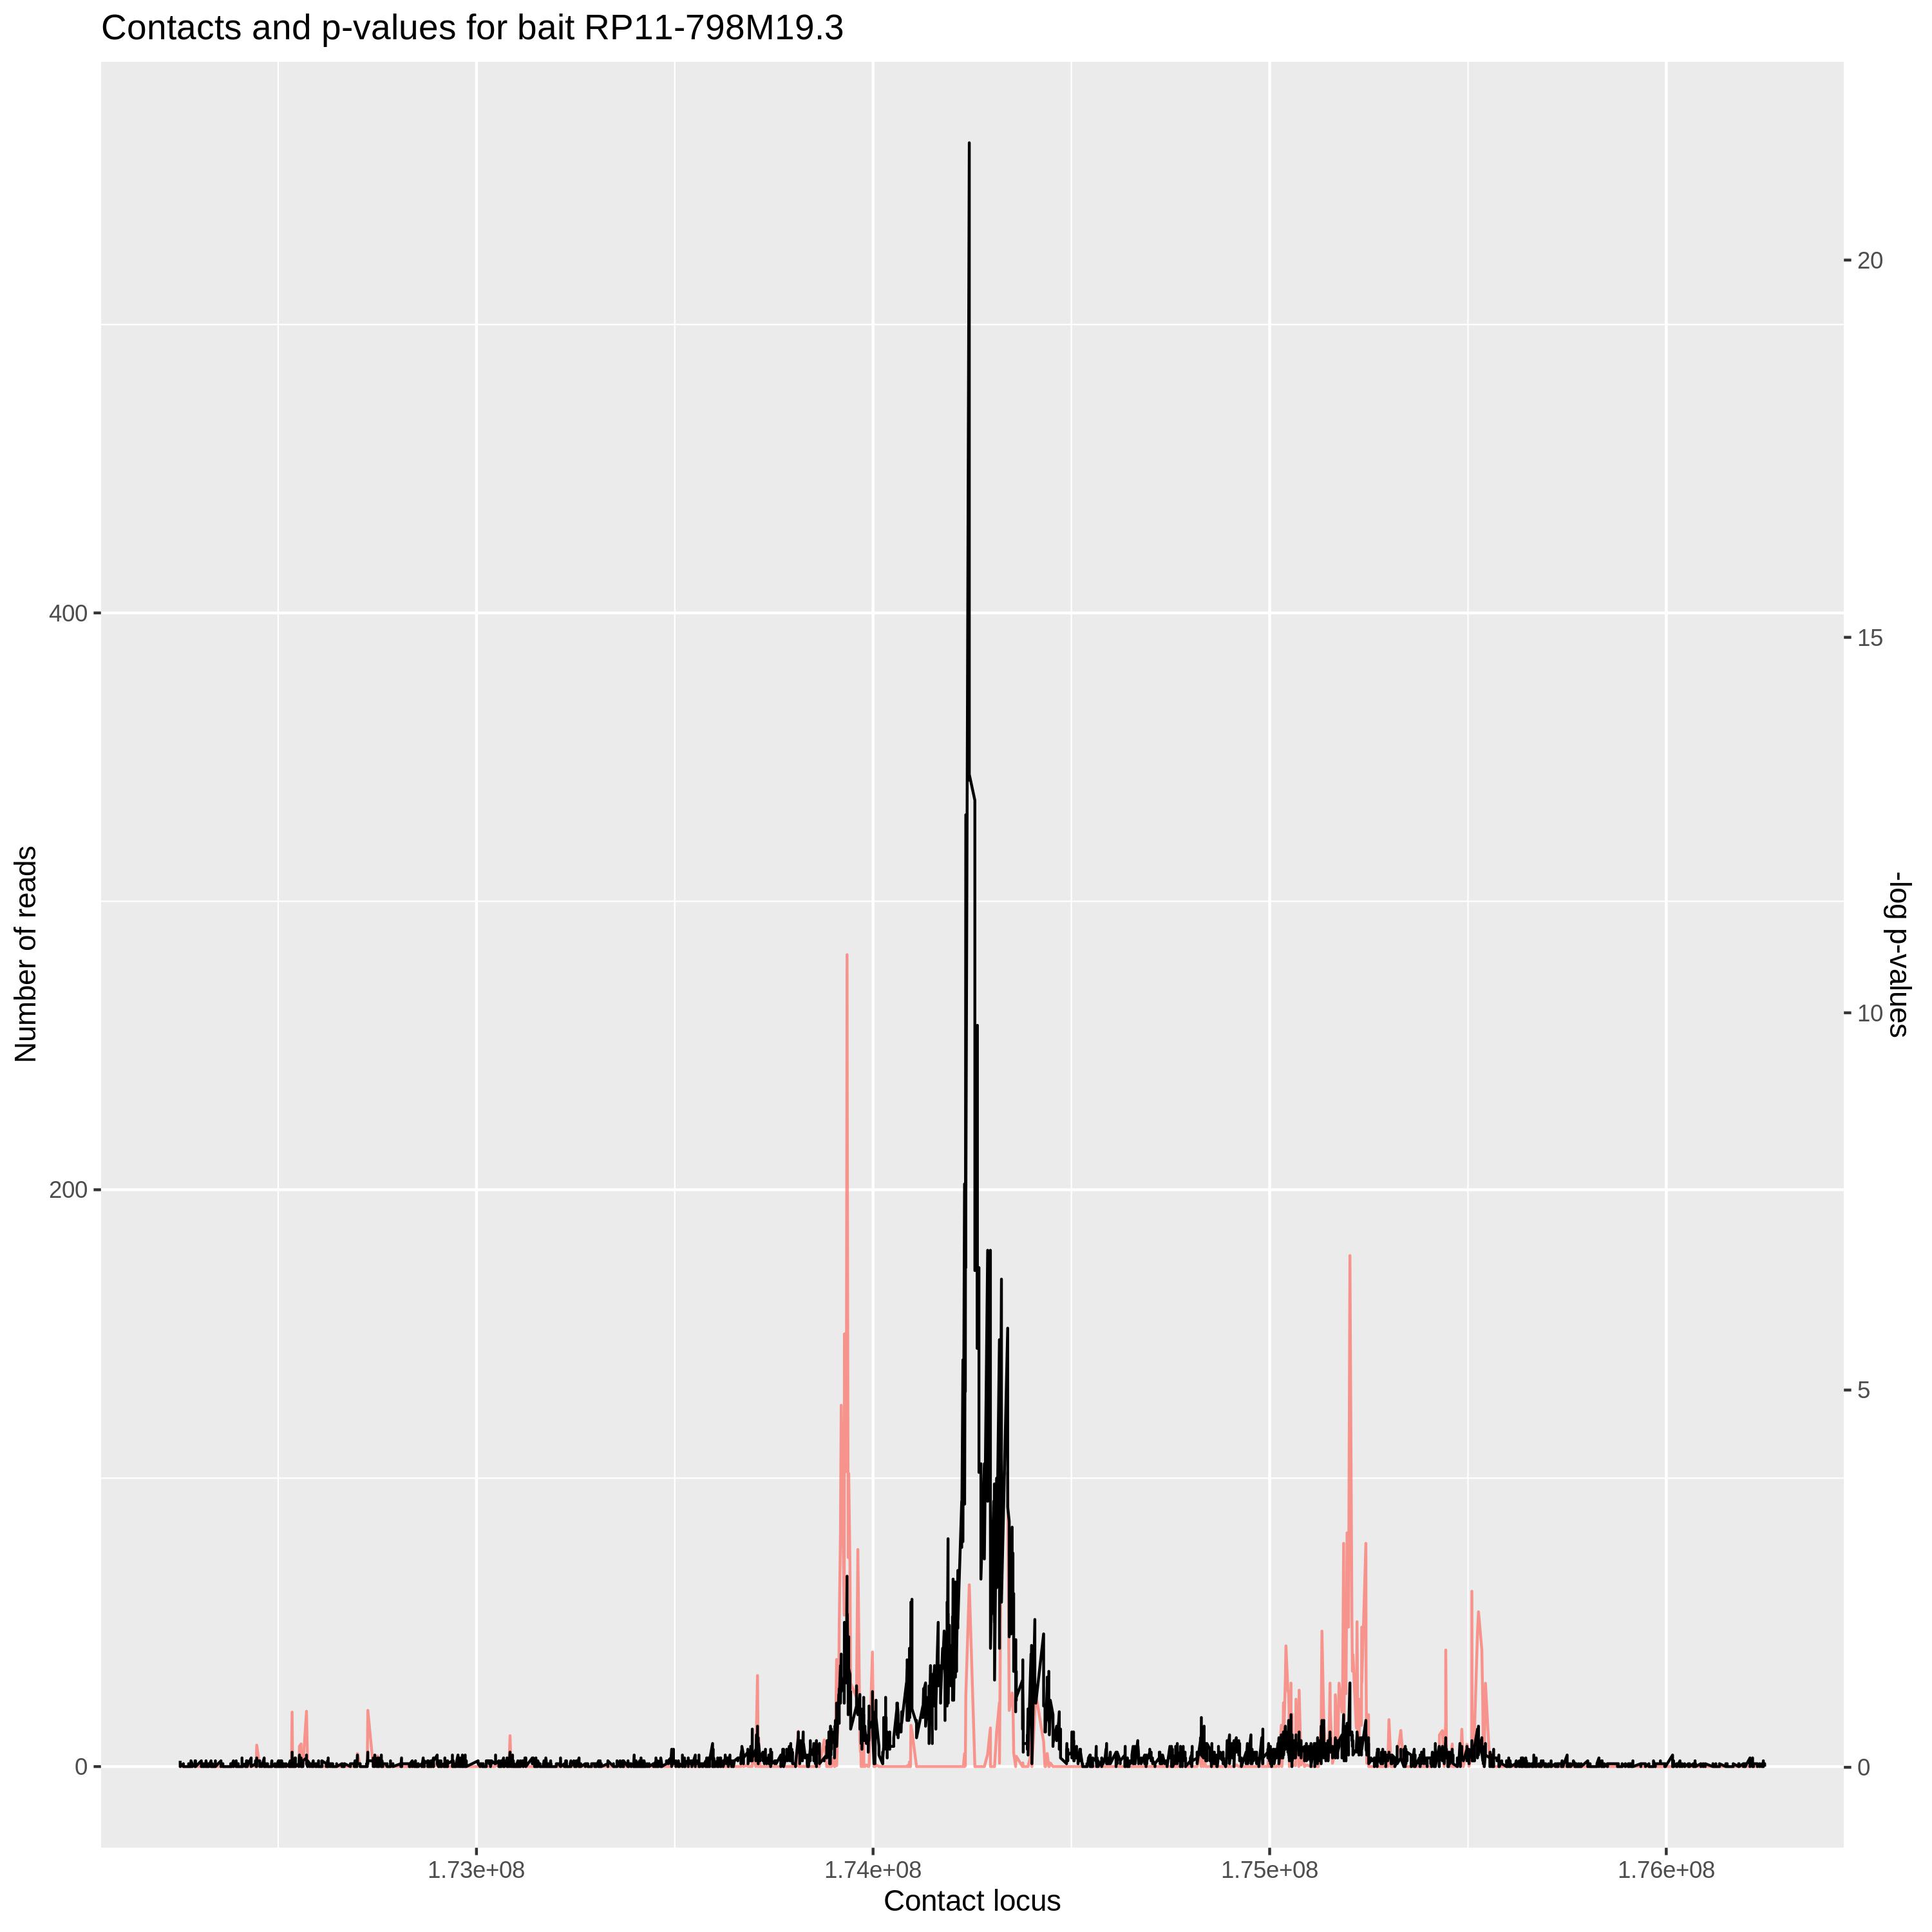 Contacts and p-values for bait RP11-798M19.3
Number of reads
400
200
0
20
15
10
5
0
-log p-values
1.73e+08
1.74e+08
1.75e+08
1.76e+08
Contact locus